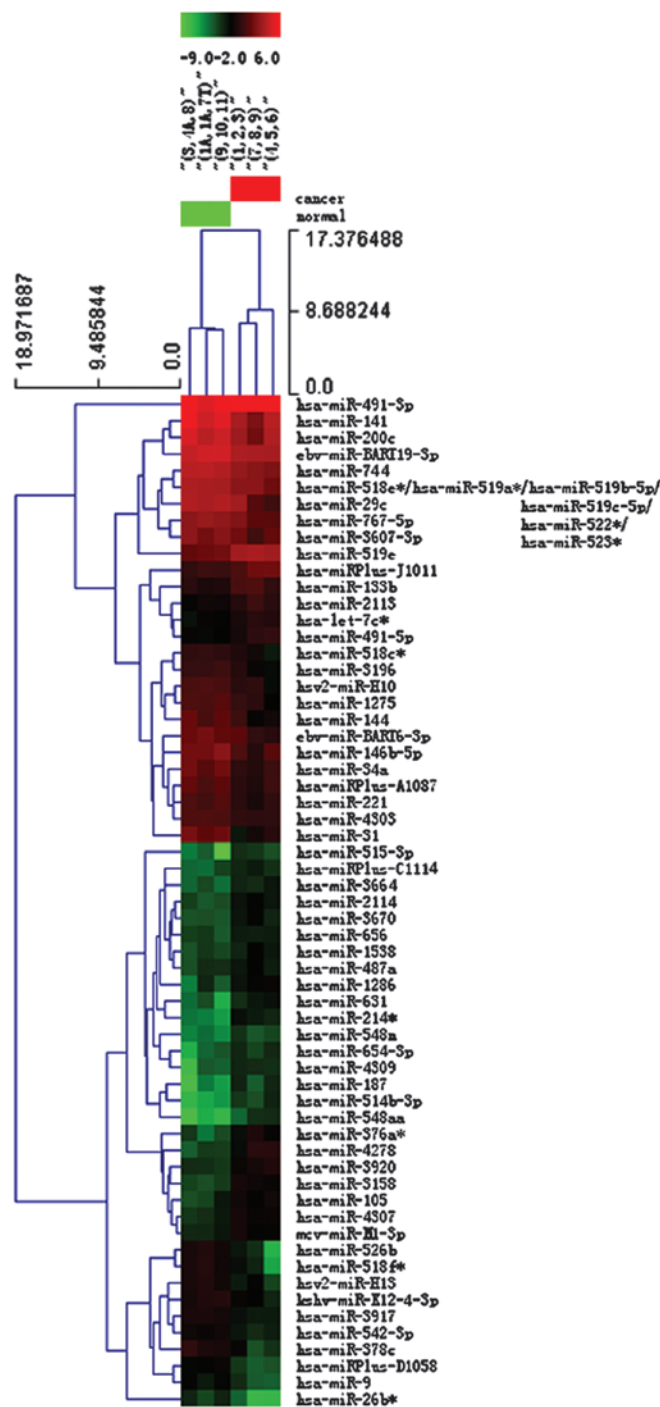 -9.0 -2.0 6.0
"(3,4A,8)"
"(1A,1A,7T)"
"(9,10,11)"
"(1,2,3)"
"(7,8,9)"
"(4,5,6)"
cancer
normal
17.376488
8.688244
0.0
18.971687
9.485844
0.0
hsa-miR-491-3p
hsa-miR-141
hsa-miR-200c
ebv-miR-BART19-3p
hsa-miR-744
hsa-miR-518e*/hsa-miR-519a*/hsa-miR-519b-5p/
hsa-miR-29c hsa-miR-519c-5p/
hsa-miR-767-5p hsa-miR-522*/
hsa-miR-3607-3p hsa-miR-523*
hsa-miR-519e
hsa-miRPlus-J1011
hsa-miR-133b
hsa-miR-2113
hsa-let-7c*
hsa-miR-491-5p
hsa-miR-518c*
hsa-miR-3196
hsv2-miR-H10
hsa-miR-1275
hsa-miR-144
ebv-miR-BART6-3p
hsa-miR-146b-5p
hsa-miR-34a
hsa-miRPlus-A1087
hsa-miR-221
hsa-miR-4303
hsa-miR-31
hsa-miR-515-3p
hsa-miRPlus-C1114
hsa-miR-3664
hsa-miR-2114
hsa-miR-3670
hsa-miR-656
hsa-miR-1538
hsa-miR-487a
hsa-miR-1286
hsa-miR-631
hsa-miR-214*
hsa-miR-548n
hsa-miR-654-3p
hsa-miR-4309
hsa-miR-187
hsa-miR-514b-3p
hsa-miR-548aa
hsa-miR-376a*
hsa-miR-4278
hsa-miR-3920
hsa-miR-3158
hsa-miR-105
hsa-miR-4307
mcv-miR-M1-3p
hsa-miR-526b
hsa-miR-518f*
hsv2-miR-H13
kshv-miR-K12-4-3p
hsa-miR-3917
hsa-miR-542-3p
hsa-miR-378c
hsa-miRPlus-D1058
hsa-miR-9
hsa-miR-26b*